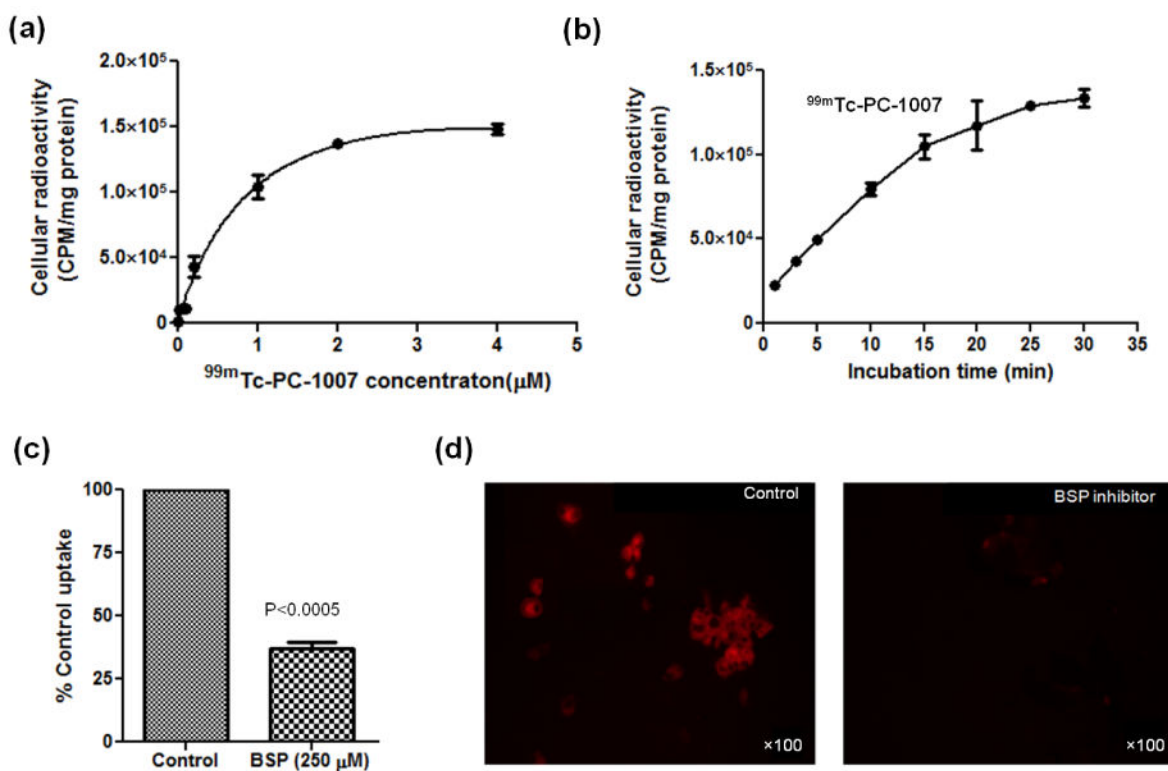 (a)
Cellular radioactivity
(CPM/mg protein)
2.0×10⁵
1.5×10⁵
1.0×10⁵
5.0×10⁴
0
0 1 2 3 4 5
⁹⁹ᵐTc-PC-1007 concentraton(μM)
(b)
Cellular radioactivity
(CPM/mg protein)
1.5×10⁵
1.0×10⁵
5.0×10⁴
0
⁹⁹ᵐTc-PC-1007
0 5 10 15 20 25 30 35
Incubation time (min)
(c)
% Control uptake
100
75
50
25
0
P<0.0005
Control BSP (250 μM)
(d)
Control
×100
BSP inhibitor
×100